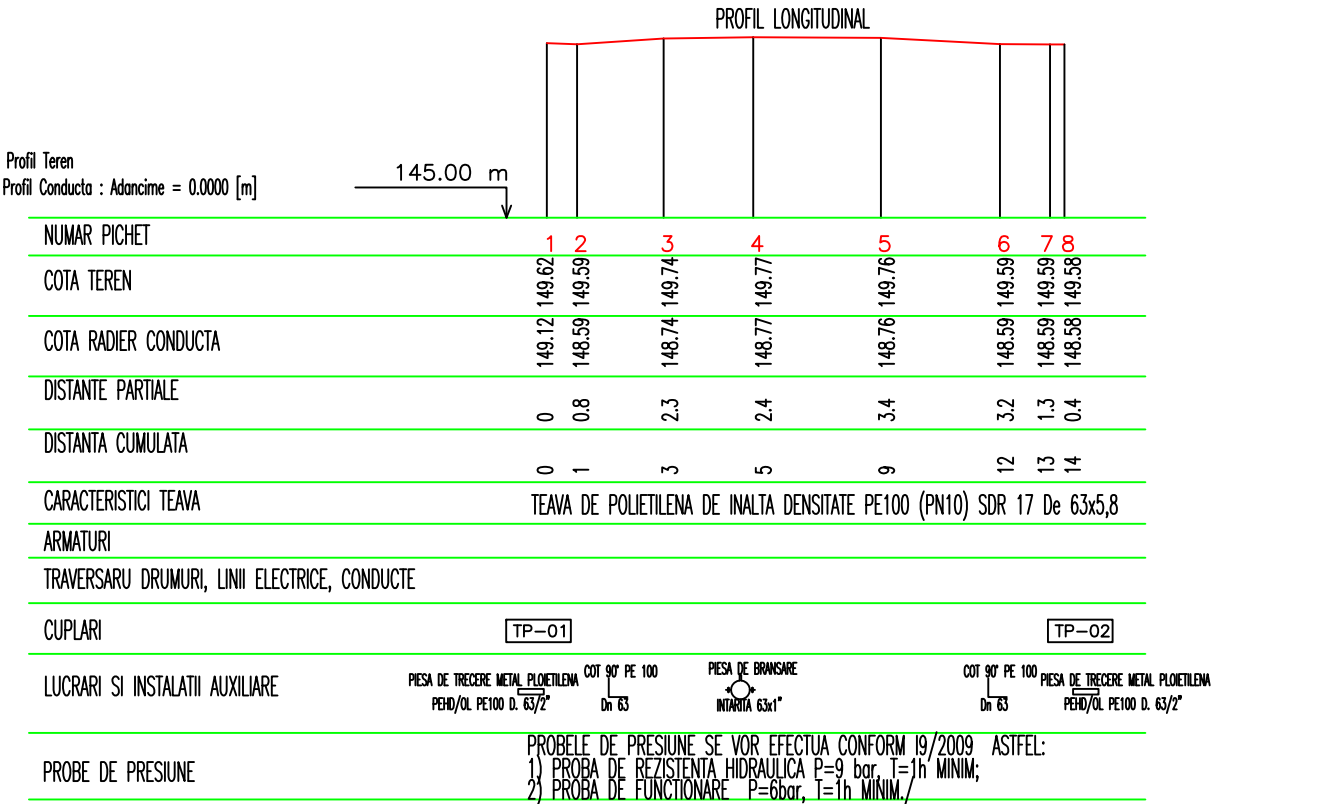 PROFIL LONGITUDINAL
Profil Teren
Profil Conducta : Adancime = 0.0000 [m]
145.00 m
NUMAR PICHET 1 2 3 4 5 6 7 8
COTA TEREN 149.62 149.59 149.74 149.77 149.76 149.59 149.59 149.58
COTA RADIER CONDUCTA 149.12 148.59 148.74 148.77 148.76 148.59 148.59 148.58
DISTANTE PARTIALE 0 0.8 2.3 2.4 3.4 3.2 1.3 0.4
DISTANTA CUMULATA 0 1 3 5 9 12 13 14
CARACTERISTICI TEAVA TEAVA DE POLIETILENA DE INALTA DENSITATE PE100 (PN10) SDR 17 De 63x5,8
ARMATURI
TRAVERSARU DRUMURI, LINII ELECTRICE, CONDUCTE
CUPLARI TP-01 TP-02
LUCRARI SI INSTALATII AUXILIARE
PIESA DE TRECERE METAL PLOIETILENA
PEHD/OL PE100 D. 63/2"
COT 90° PE 100
Dn 63
PIESA DE BRANSARE
INTARITA 63x1"
COT 90° PE 100
Dn 63
PIESA DE TRECERE METAL PLOIETILENA
PEHD/OL PE100 D. 63/2"
PROBE DE PRESIUNE
PROBELE DE PRESIUNE SE VOR EFECTUA CONFORM I9/2009 ASTFEL:
1) PROBA DE REZISTENTA HIDRAULICA P=9 bar, T=1h MINIM;
2) PROBA DE FUNCTIONARE P=6bar, T=1h MINIM./